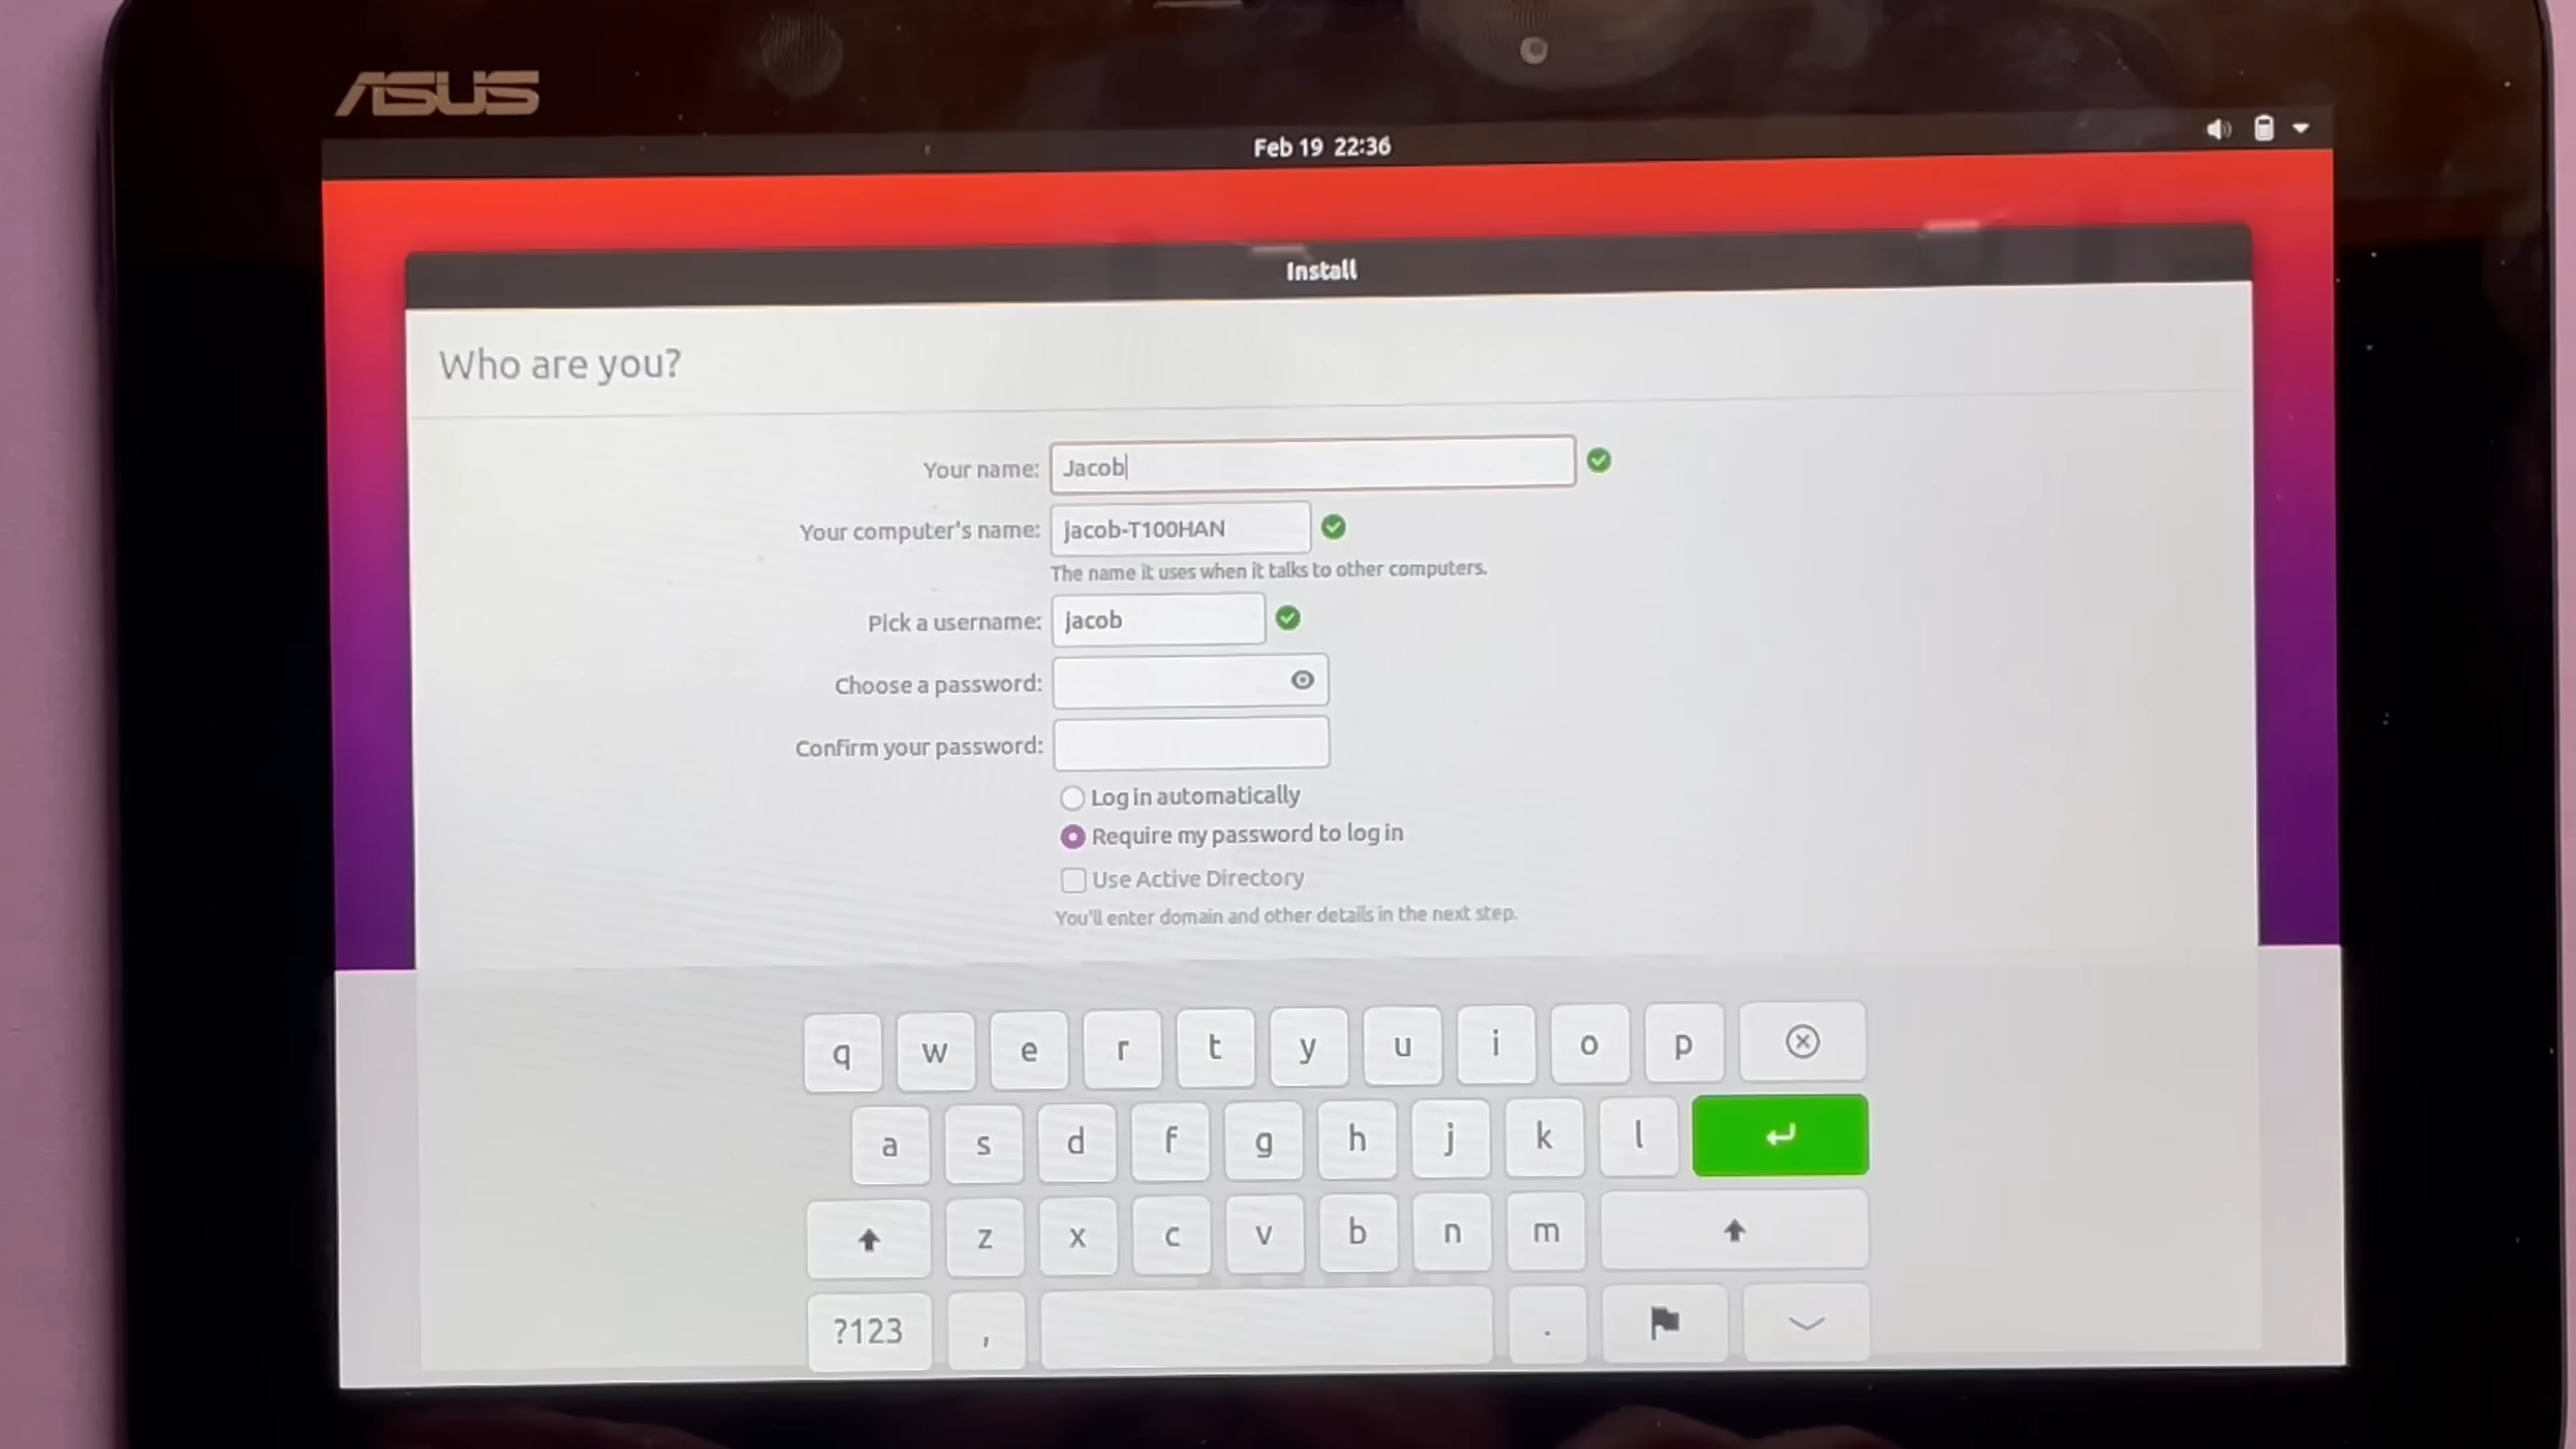 ASUS
Feb 19 22:36
Install
Who are you?
Your name: Jacob
Your computer's name: jacob-T100HAN
The name it uses when it talks to other computers.
Pick a username: jacob
Choose a password:
Confirm your password:
Log in automatically
Require my password to log in
Use Active Directory
You'll enter domain and other details in the next step.
q w e r t y u i o p
a s d f g h j k l
z x c v b n m
?123 , .